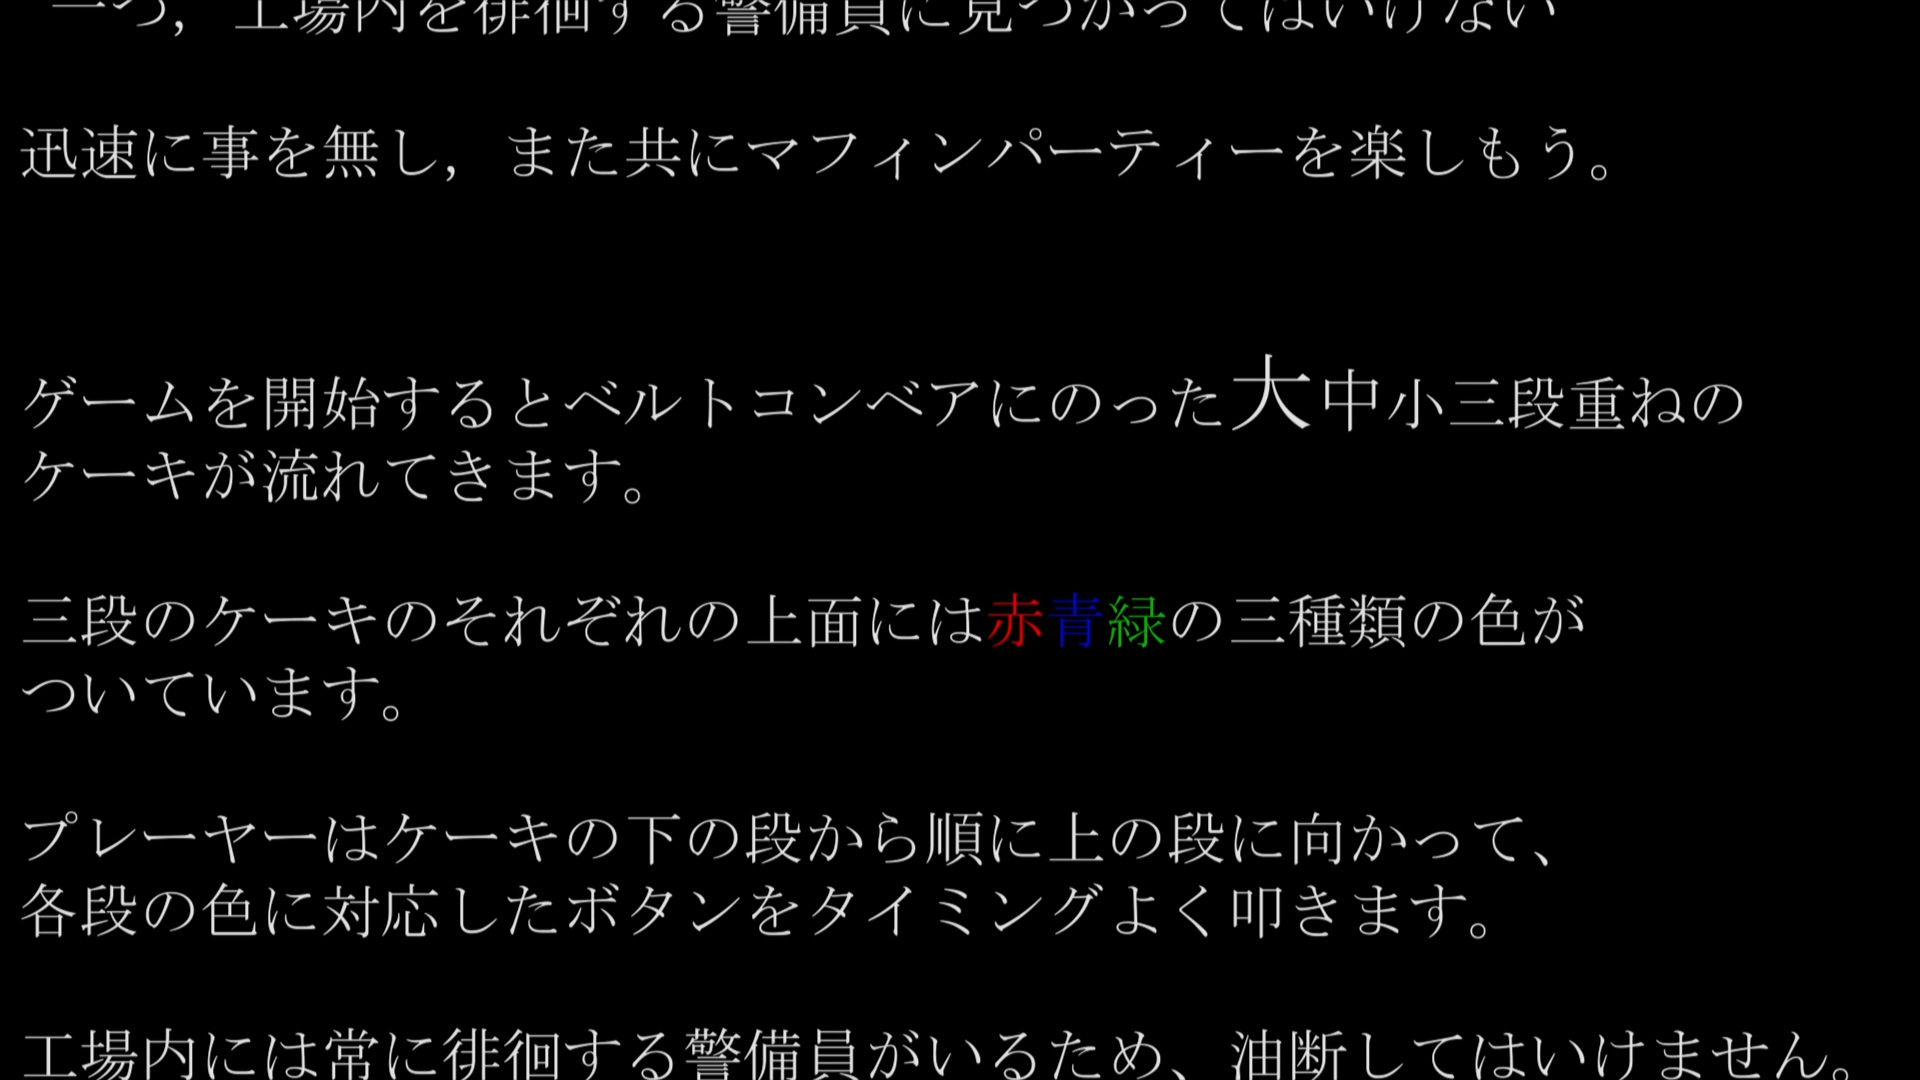 一つ，工場内を徘徊する警備員に見つかってはいけない
迅速に事を無し，また共にマフィンパーティーを楽しもう。
ゲームを開始するとベルトコンベアにのった大中小三段重ねの
ケーキが流れてきます。
三段のケーキのそれぞれの上面には赤青緑の三種類の色が
ついています。
プレーヤーはケーキの下の段から順に上の段に向かって、
各段の色に対応したボタンをタイミングよく叩きます。
工場内には常に徘徊する警備員がいるため、油断してはいけません。